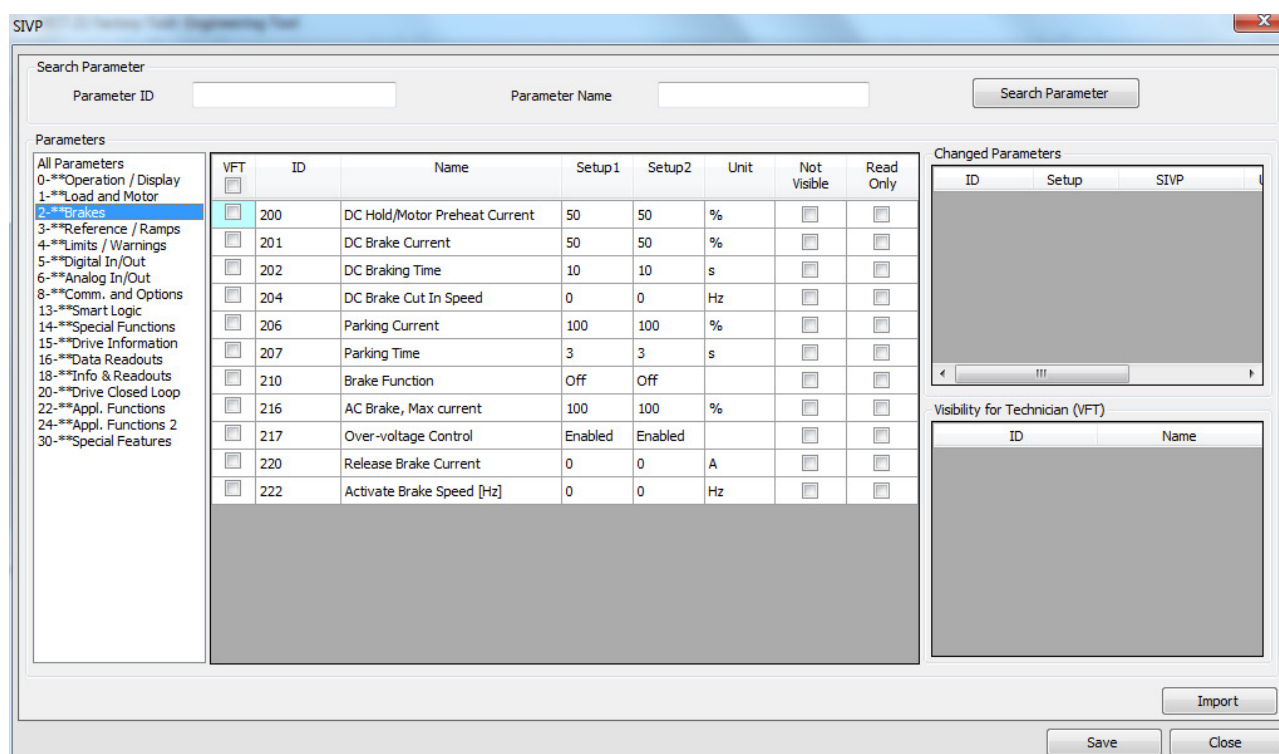 SIVP
Search Parameter
Parameter ID Parameter Name Search Parameter
Parameters
All Parameters
0-**Operation / Display
1-**Load and Motor
2-**Brakes
3-**Reference / Ramps
4-**Limits / Warnings
5-**Digital In/Out
6-**Analog In/Out
8-**Comm. and Options
13-**Smart Logic
14-**Special Functions
15-**Drive Information
16-**Data Readouts
18-**Info & Readouts
20-**Drive Closed Loop
22-**Appl. Functions
24-**Appl. Functions 2
30-**Special Features
VFT ID Name Setup1 Setup2 Unit Not Visible Read Only
200 DC Hold/Motor Preheat Current 50 50 %
201 DC Brake Current 50 50 %
202 DC Braking Time 10 10 s
204 DC Brake Cut In Speed 0 0 Hz
206 Parking Current 100 100 %
207 Parking Time 3 3 s
210 Brake Function Off Off
216 AC Brake, Max current 100 100 %
217 Over-voltage Control Enabled Enabled
220 Release Brake Current 0 0 A
222 Activate Brake Speed [Hz] 0 0 Hz
Changed Parameters
ID Setup SIVP
Visibility for Technician (VFT)
ID Name
Import
Save Close